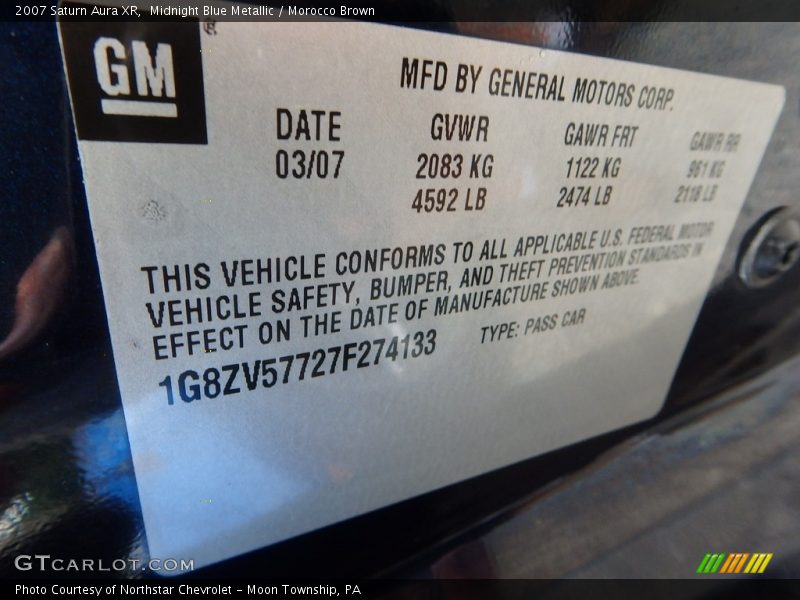 2007 Saturn Aura XR, Midnight Blue Metallic / Morocco Brown
GM
MFD BY GENERAL MOTORS CORP.
DATE GVWR GAWR FRT GAWR RR
03/07 2083 KG 1122 KG 961 KG
4592 LB 2474 LB 2118 LB
THIS VEHICLE CONFORMS TO ALL APPLICABLE U.S. FEDERAL MOTOR
VEHICLE SAFETY, BUMPER, AND THEFT PREVENTION STANDARDS IN
EFFECT ON THE DATE OF MANUFACTURE SHOWN ABOVE.
1G8ZV57727F274133 TYPE: PASS CAR
GTCARLOT.COM
Photo Courtesy of Northstar Chevrolet - Moon Township, PA